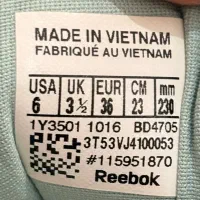 MADE IN VIETNAM
FABRIQUÉ AU VIETNAM
USA UK EUR CM mm
6 3½ 36 23 230
1Y3501 1016 BD4705
3T53VJ4100053
#115951870
Reebok